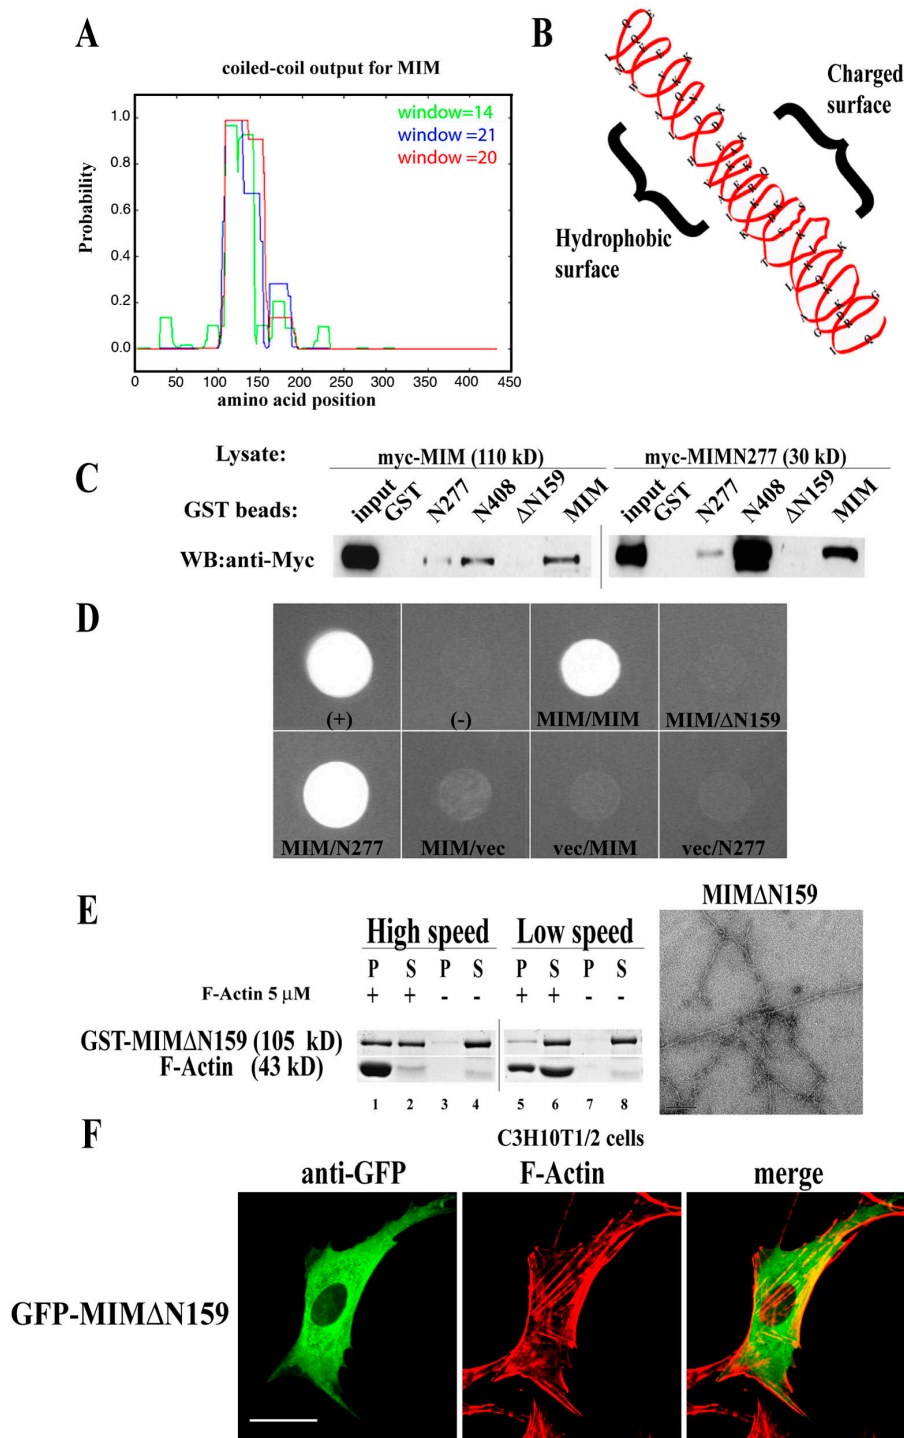 A
coiled-coil output for MIM
window=14
window=21
window=20
Probability
1.0
0.8
0.6
0.4
0.2
0.0
0 50 100 150 200 250 300 350 400 450
amino acid position
B
Charged
surface
Hydrophobic
surface
C
Lysate: myc-MIM (110 kD) myc-MIMN277 (30 kD)
GST beads: input GST N277 N408 ΔN159 MIM input GST N277 N408 ΔN159 MIM
WB:anti-Myc
D
(+) (-) MIM/MIM MIM/ΔN159
MIM/N277 MIM/vec vec/MIM vec/N277
E
MIMΔN159
High speed Low speed
P S P S P S P S
F-Actin 5 μM + + - - + + - -
GST-MIMΔN159 (105 kD)
F-Actin (43 kD)
1 2 3 4 5 6 7 8
F
C3H10T1/2 cells
anti-GFP F-Actin merge
GFP-MIMΔN159